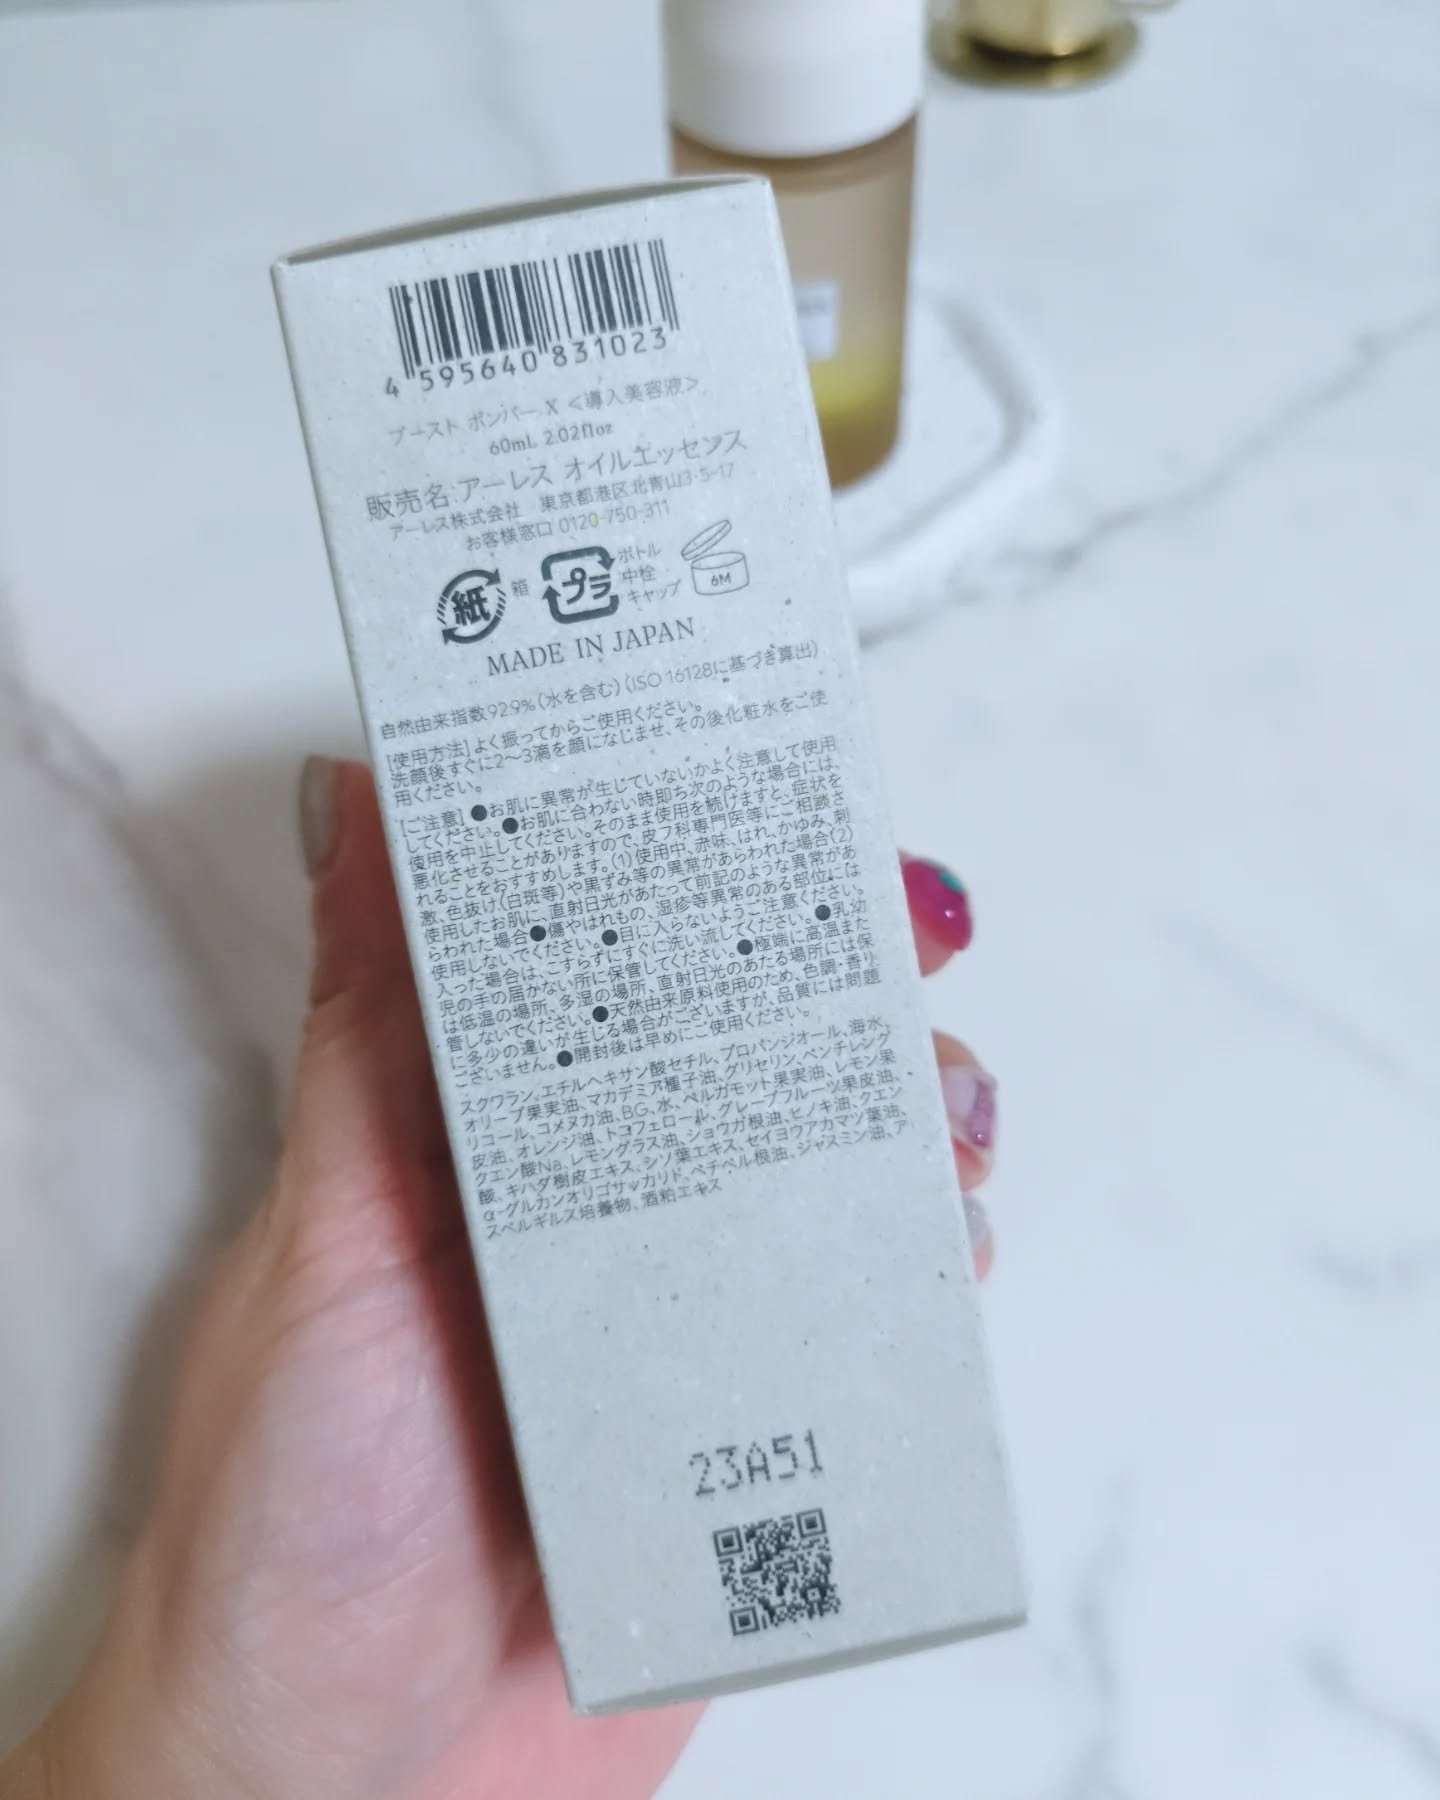 4 595640 831023
ブースト ボンバー X ＜導入美容液＞
60mL 2.02floz
販売名:アーレス オイルエッセンス
アーレス株式会社 東京都港区北青山3-5-17
お客様窓口 0120-750-311
紙 箱 プラ ボトル 中栓 キャップ 6M
MADE IN JAPAN
自然由来指数92.9%(水を含む)(ISO 16128に基づき算出)
[使用方法]よく振ってからご使用ください。
洗顔後すぐに2〜3滴を顔になじませ、その後化粧水をご使
用ください。
[ご注意]●お肌に異常が生じていないかよく注意して使用
してください。●お肌に合わない時即ち次のような場合には、
使用を中止してください。そのまま使用を続けますと、症状を
悪化させることがありますので、皮フ科専門医等にご相談さ
れることをおすすめします。(1)使用中、赤味、はれ、かゆみ、刺
激、色抜け(白斑等)や黒ずみ等の異常があらわれた場合(2)
使用したお肌に、直射日光があたって前記のような異常があ
らわれた場合●傷やはれもの、湿疹等異常のある部位には
使用しないでください。●目に入らないようご注意ください。
入った場合は、こすらずにすぐに洗い流してください。●乳幼
児の手の届かない所に保管してください。●極端に高温また
は低温の場所、多湿の場所、直射日光のあたる場所には保
管しないでください。●天然由来原料使用のため、色調・香り
に多少の違いが生じる場合がございますが、品質には問題
ございません。●開封後は早めにご使用ください。
スクワラン、エチルヘキサン酸セチル、プロパンジオール、海水、
オリーブ果実油、マカデミア種子油、グリセリン、ペンチレング
リコール、コメヌカ油、BG、水、ベルガモット果実油、レモン果
皮油、オレンジ油、トコフェロール、グレープフルーツ果皮油、
クエン酸Na、レモングラス油、ショウガ根油、ヒノキ油、クエン
酸、キハダ樹皮エキス、シソ葉エキス、セイヨウアカマツ葉油、
α-グルカンオリゴサッカリド、ベチベル根油、ジャスミン油、ア
スペルギルス培養物、酒粕エキス
23A51